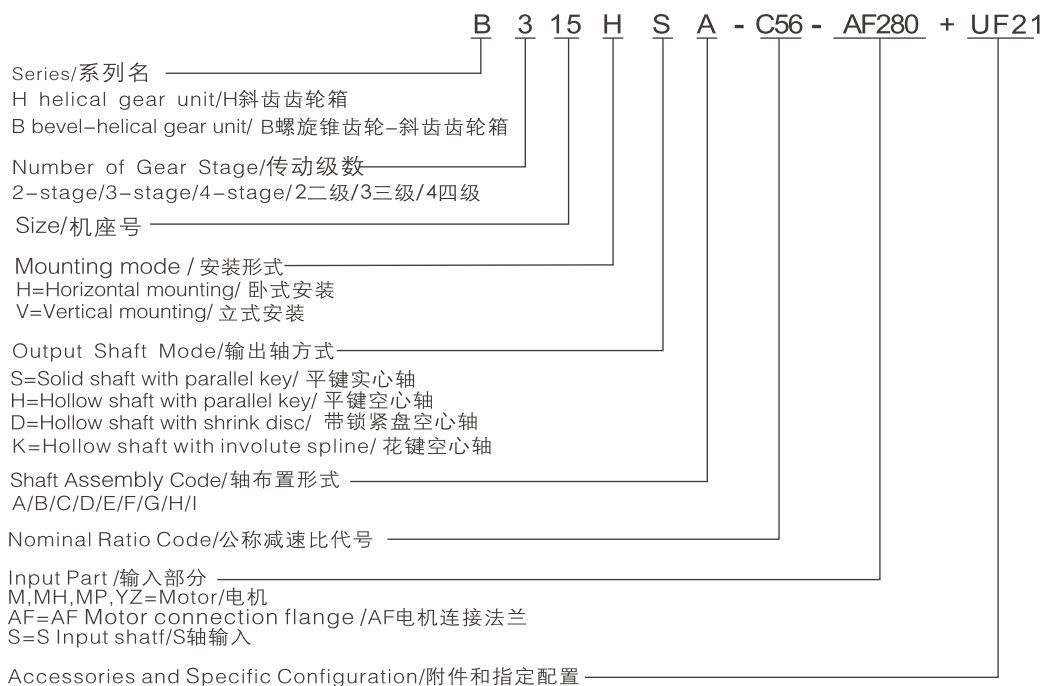 B 3 15 H S A - C56 - AF280 + UF21
Series/系列名
H helical gear unit/H斜齿齿轮箱
B bevel-helical gear unit/ B螺旋锥齿轮-斜齿齿轮箱
Number of Gear Stage/传动级数
2-stage/3-stage/4-stage/2二级/3三级/4四级
Size/机座号
Mounting mode / 安装形式
H=Horizontal mounting/ 卧式安装
V=Vertical mounting/ 立式安装
Output Shaft Mode/输出轴方式
S=Solid shaft with parallel key/ 平键实心轴
H=Hollow shaft with parallel key/ 平键空心轴
D=Hollow shaft with shrink disc/ 带锁紧盘空心轴
K=Hollow shaft with involute spline/ 花键空心轴
Shaft Assembly Code/轴布置形式
A/B/C/D/E/F/G/H/I
Nominal Ratio Code/公称减速比代号
Input Part /输入部分
M,MH,MP,YZ=Motor/电机
AF=AF Motor connection flange /AF电机连接法兰
S=S Input shatf/S轴输入
Accessories and Specific Configuration/附件和指定配置